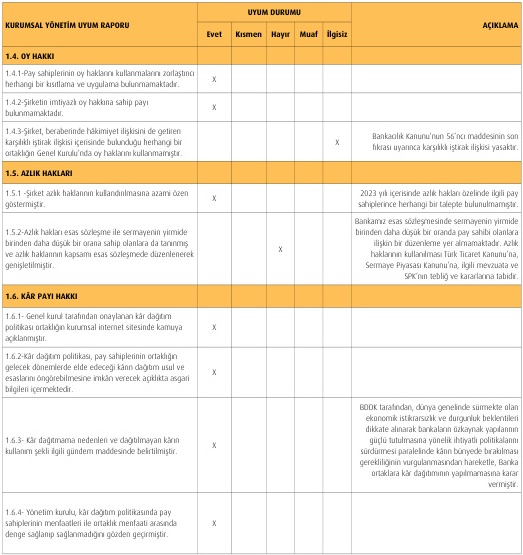 KURUMSAL YÖNETİM UYUM RAPORU
UYUM DURUMU
AÇIKLAMA
Evet
Kısmen
Hayır
Muaf
İlgisiz
1.4. OY HAKKI
1.4.1-Pay sahiplerinin oy haklarını kullanmalarını zorlaştırıcı
herhangi bir kısıtlama ve uygulama bulunmamaktadır.
X
1.4.2-Şirketin imtiyazlı oy hakkına sahip payı
bulunmamaktadır.
X
1.4.3-Şirket, beraberinde hâkimiyet ilişkisini de getiren
karşılıklı iştirak ilişkisi içerisinde bulunduğu herhangi bir
ortaklığın Genel Kurulu'nda oy haklarını kullanmamıştır.
X
Bankacılık Kanunu'nun 56'ncı maddesinin son
fıkrası uyarınca karşılıklı iştirak ilişkisi yasaktır.
1.5. AZLIK HAKLARI
1.5.1 -Şirket azlık haklarının kullandırılmasına azami özen
göstermiştir.
X
2023 yılı içerisinde azlık hakları özelinde ilgili pay
sahiplerince herhangi bir talepte bulunulmamıştır.
1.5.2-Azlık hakları esas sözleşme ile sermayenin yirmide
birinden daha düşük bir orana sahip olanlara da tanınmış
ve azlık haklarının kapsamı esas sözleşmede düzenlenerek
genişletilmiştir.
X
Bankamız esas sözleşmesinde sermayenin yirmide
birinden daha düşük bir oranda pay sahibi olanlara
ilişkin bir düzenleme yer almamaktadır. Azlık
haklarının kullanılması Türk Ticaret Kanunu'na,
Sermaye Piyasası Kanunu'na, ilgili mevzuata ve
SPK'nın tebliğ ve kararlarına tabidir.
1.6. KÂR PAYI HAKKI
1.6.1- Genel kurul tarafından onaylanan kâr dağıtım
politikası ortaklığın kurumsal internet sitesinde kamuya
açıklanmıştır.
X
1.6.2-Kâr dağıtım politikası, pay sahiplerinin ortaklığın
gelecek dönemlerde elde edeceği kârın dağıtım usul ve
esaslarını öngörebilmesine imkân verecek açıklıkta asgari
bilgileri içermektedir.
X
1.6.3- Kâr dağıtmama nedenleri ve dağıtılmayan kârın
kullanım şekli ilgili gündem maddesinde belirtilmiştir.
X
BDDK tarafından, dünya genelinde sürmekte olan
ekonomik istikrarsızlık ve durgunluk beklentileri
dikkate alınarak bankaların özkaynak yapılarının
güçlü tutulmasına yönelik ihtiyatlı politikalarını
sürdürmesi paralelinde kârın bünyede bırakılması
gerekliliğinin vurgulanmasından hareketle, Banka
ortaklara kâr dağıtımının yapılmamasına karar
vermiştir.
1.6.4- Yönetim kurulu, kâr dağıtım politikasında pay
sahiplerinin menfaatleri ile ortaklık menfaati arasında
denge sağlanıp sağlanmadığını gözden geçirmiştir.
X